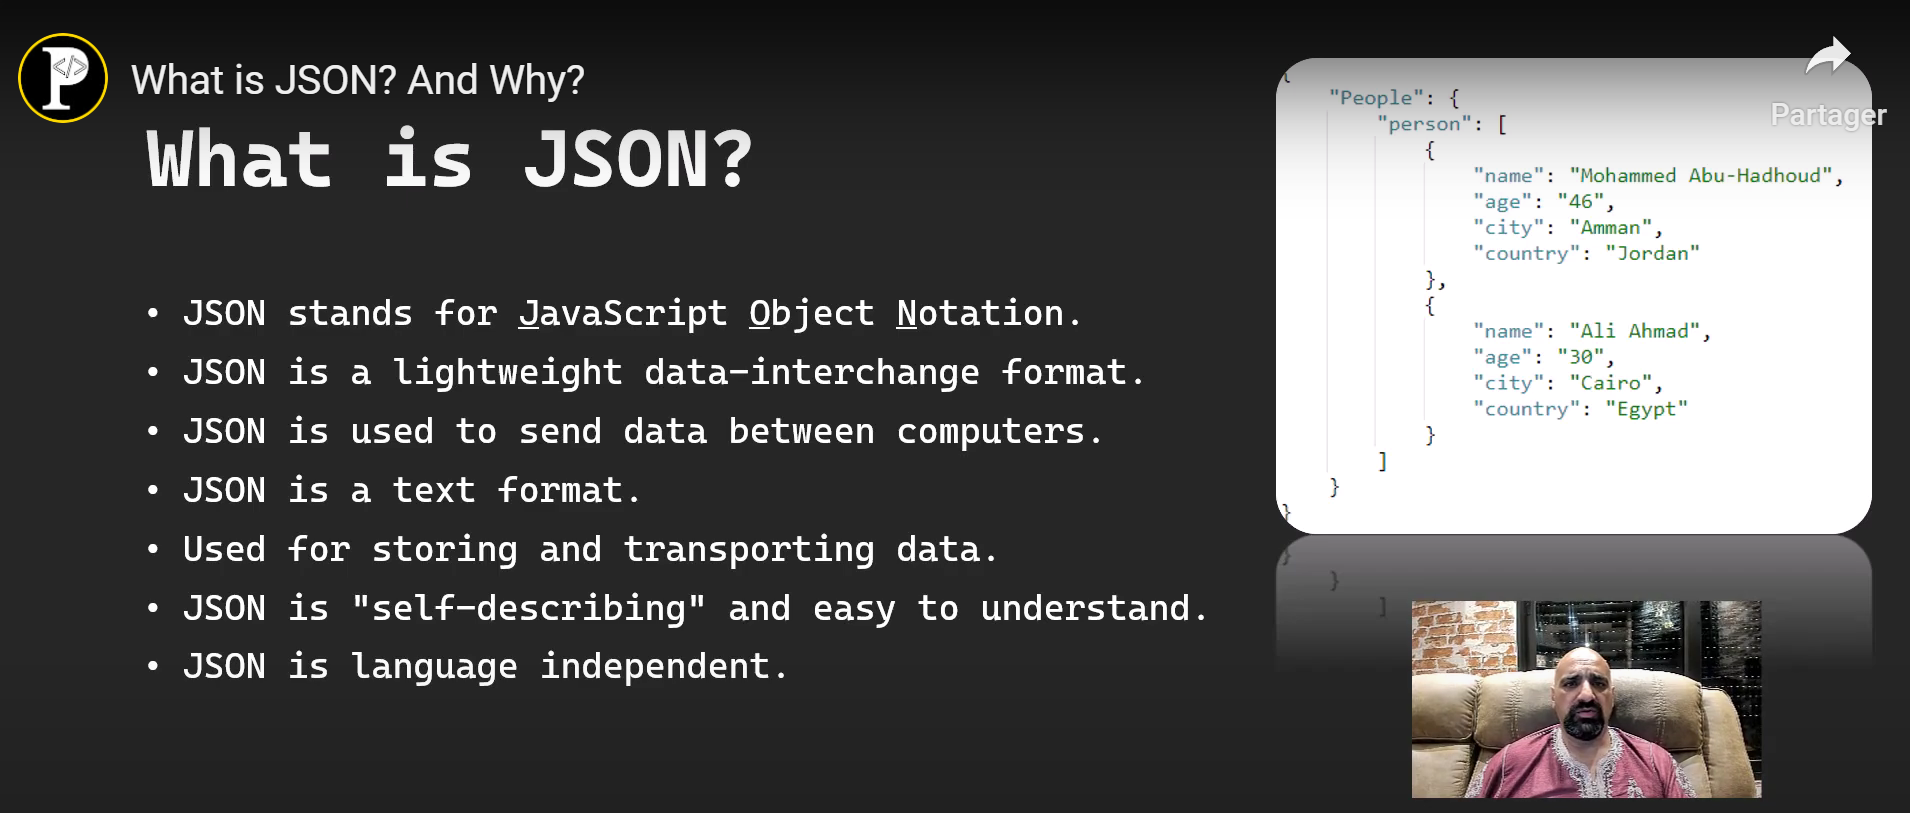 What is JSON? And Why?
Partager
What is JSON?
• JSON stands for JavaScript Object Notation.
• JSON is a lightweight data-interchange format.
• JSON is used to send data between computers.
• JSON is a text format.
• Used for storing and transporting data.
• JSON is "self-describing" and easy to understand.
• JSON is language independent.
{
"People": {
"person": [
{
"name": "Mohammed Abu-Hadhoud",
"age": "46",
"city": "Amman",
"country": "Jordan"
},
{
"name": "Ali Ahmad",
"age": "30",
"city": "Cairo",
"country": "Egypt"
}
]
}
}
P
</>